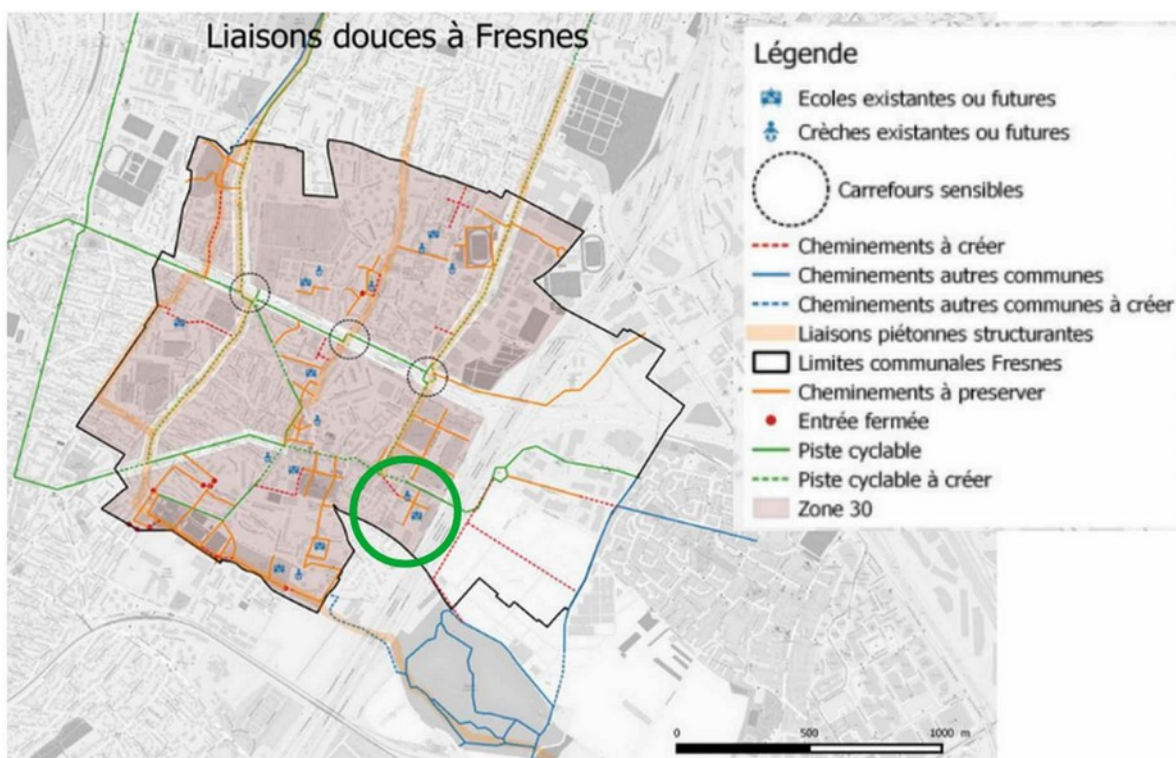 Liaisons douces à Fresnes
Légende
Ecoles existantes ou futures
Crèches existantes ou futures
Carrefours sensibles
Cheminements à créer
Cheminements autres communes
Cheminements autres communes à créer
Liaisons piétonnes structurantes
Limites communales Fresnes
Cheminements à préserver
Entrée fermée
Piste cyclable
Piste cyclable à créer
Zone 30
0 500 1000 m